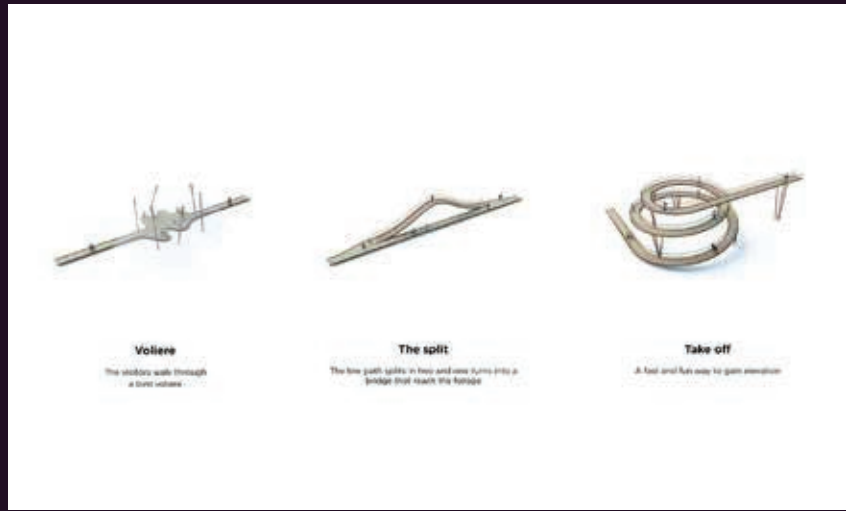 Voliere
The visitors walk through
a bird voliere
The split
The low path splits in two and one turns into a
bridge that reach the foliage
Take off
A fast and fun way to gain elevation